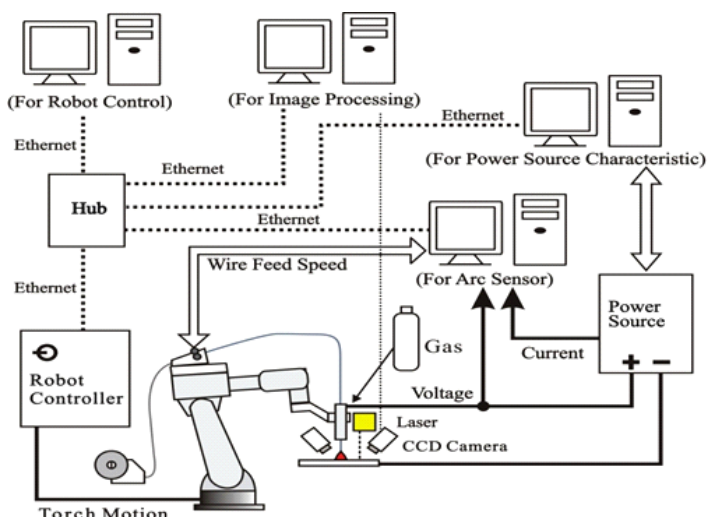 (For Robot Control)
(For Image Processing)
Ethernet
(For Power Source Characteristic)
Ethernet
Ethernet
Hub
Ethernet
(For Arc Sensor)
Wire Feed Speed
Ethernet
Power
Source
+ −
Gas
Current
Robot
Controller
Voltage
Laser
CCD Camera
Torch Motion